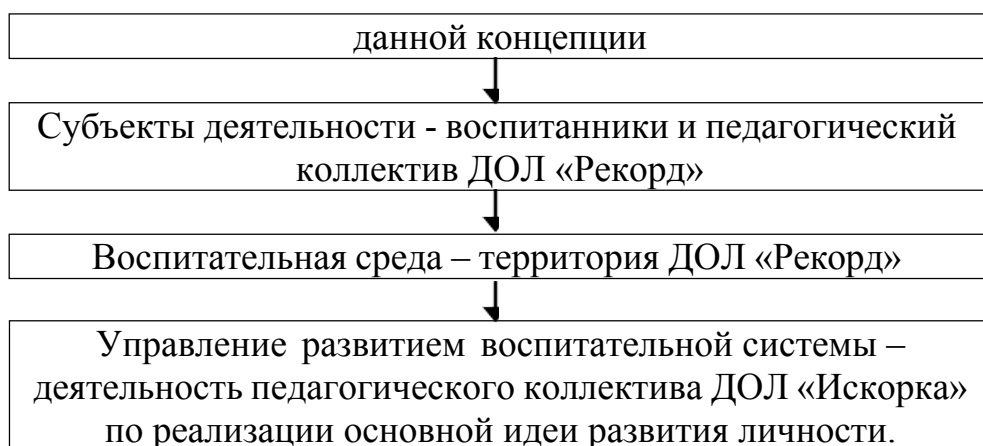 данной концепции
Субъекты деятельности - воспитанники и педагогический
коллектив ДОЛ «Рекорд»
Воспитательная среда – территория ДОЛ «Рекорд»
Управление развитием воспитательной системы –
деятельность педагогического коллектива ДОЛ «Искорка»
по реализации основной идеи развития личности.